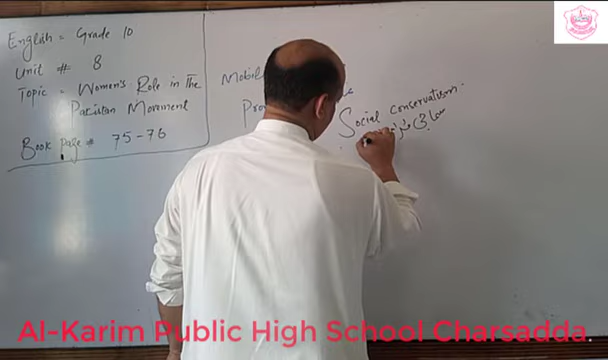 English = Grade 10
Unit # 8
Topic = Women's Role in The
Pakistan Movement
Book Page # 75-76
Social conservatism.
سماجی
Al-Karim Public High School Charsadda.